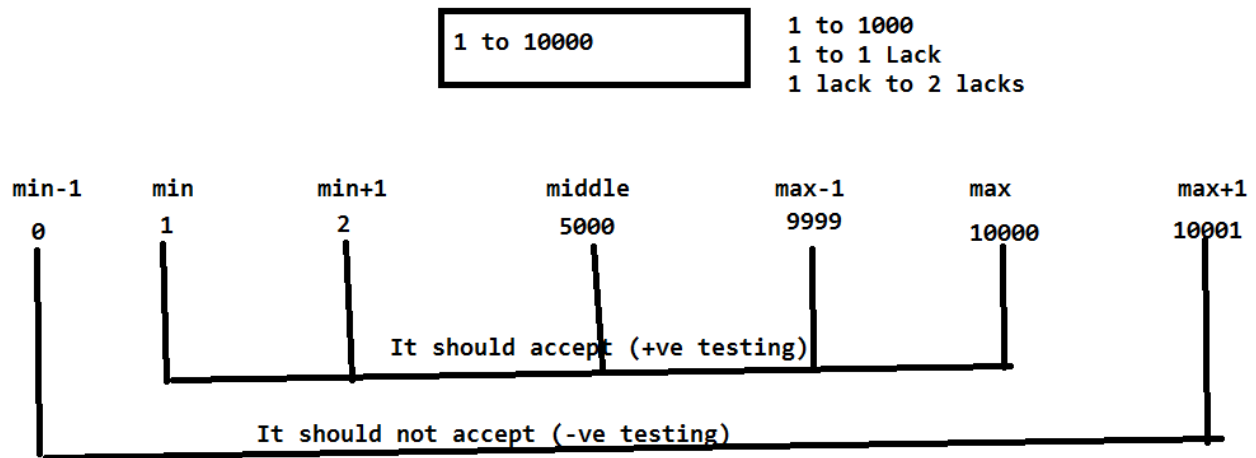 1 to 10000
1 to 1000
1 to 1 Lack
1 lack to 2 lacks
min-1 min min+1 middle max-1 max max+1
0 1 2 5000 9999 10000 10001
It should accept (+ve testing)
It should not accept (-ve testing)